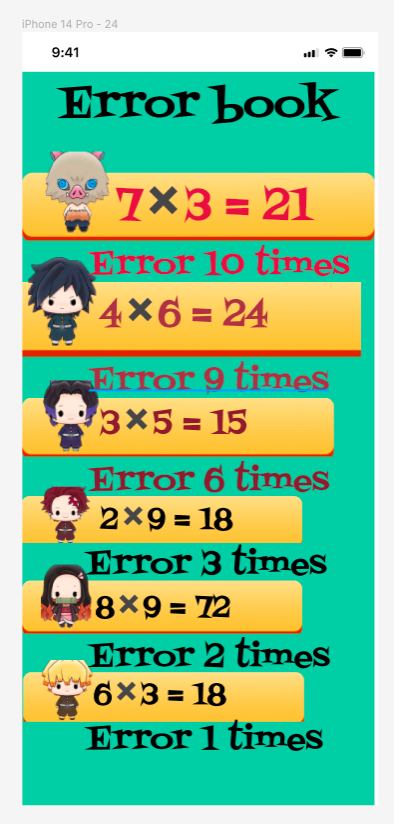 iPhone 14 Pro - 24
9:41
Error book
7 × 3 = 21
Error 10 times
4 × 6 = 24
Error 9 times
3 × 5 = 15
Error 6 times
2 × 9 = 18
Error 3 times
8 × 9 = 72
Error 2 times
6 × 3 = 18
Error 1 times